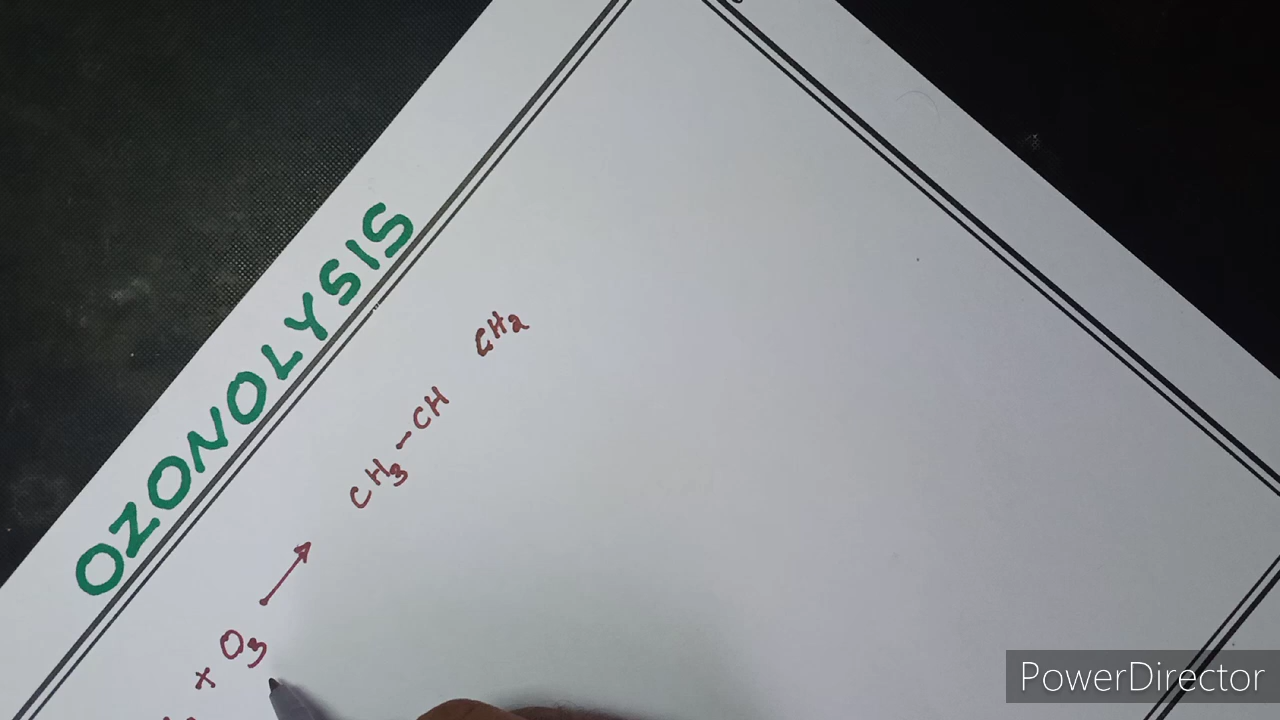 OZONOLYSIS
+ O3 → CH3 - CH CH2
PowerDirector